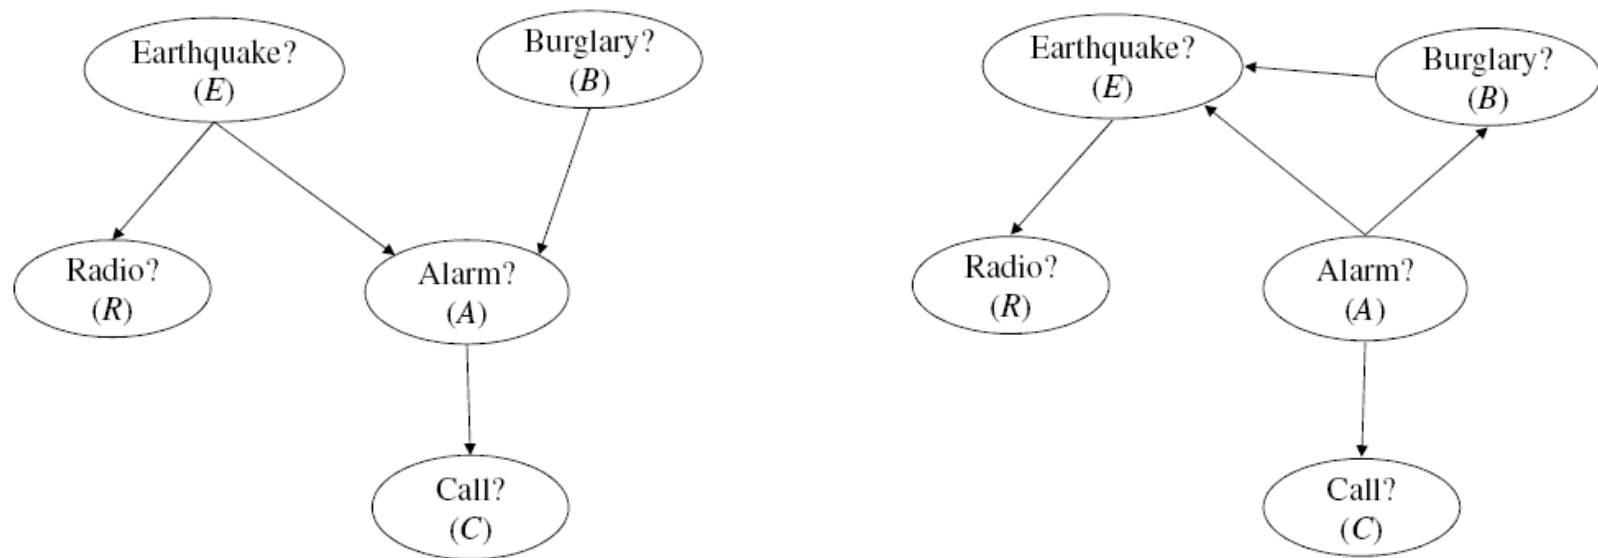 Earthquake?
(E)
Burglary?
(B)
Radio?
(R)
Alarm?
(A)
Call?
(C)
Earthquake?
(E)
Burglary?
(B)
Radio?
(R)
Alarm?
(A)
Call?
(C)